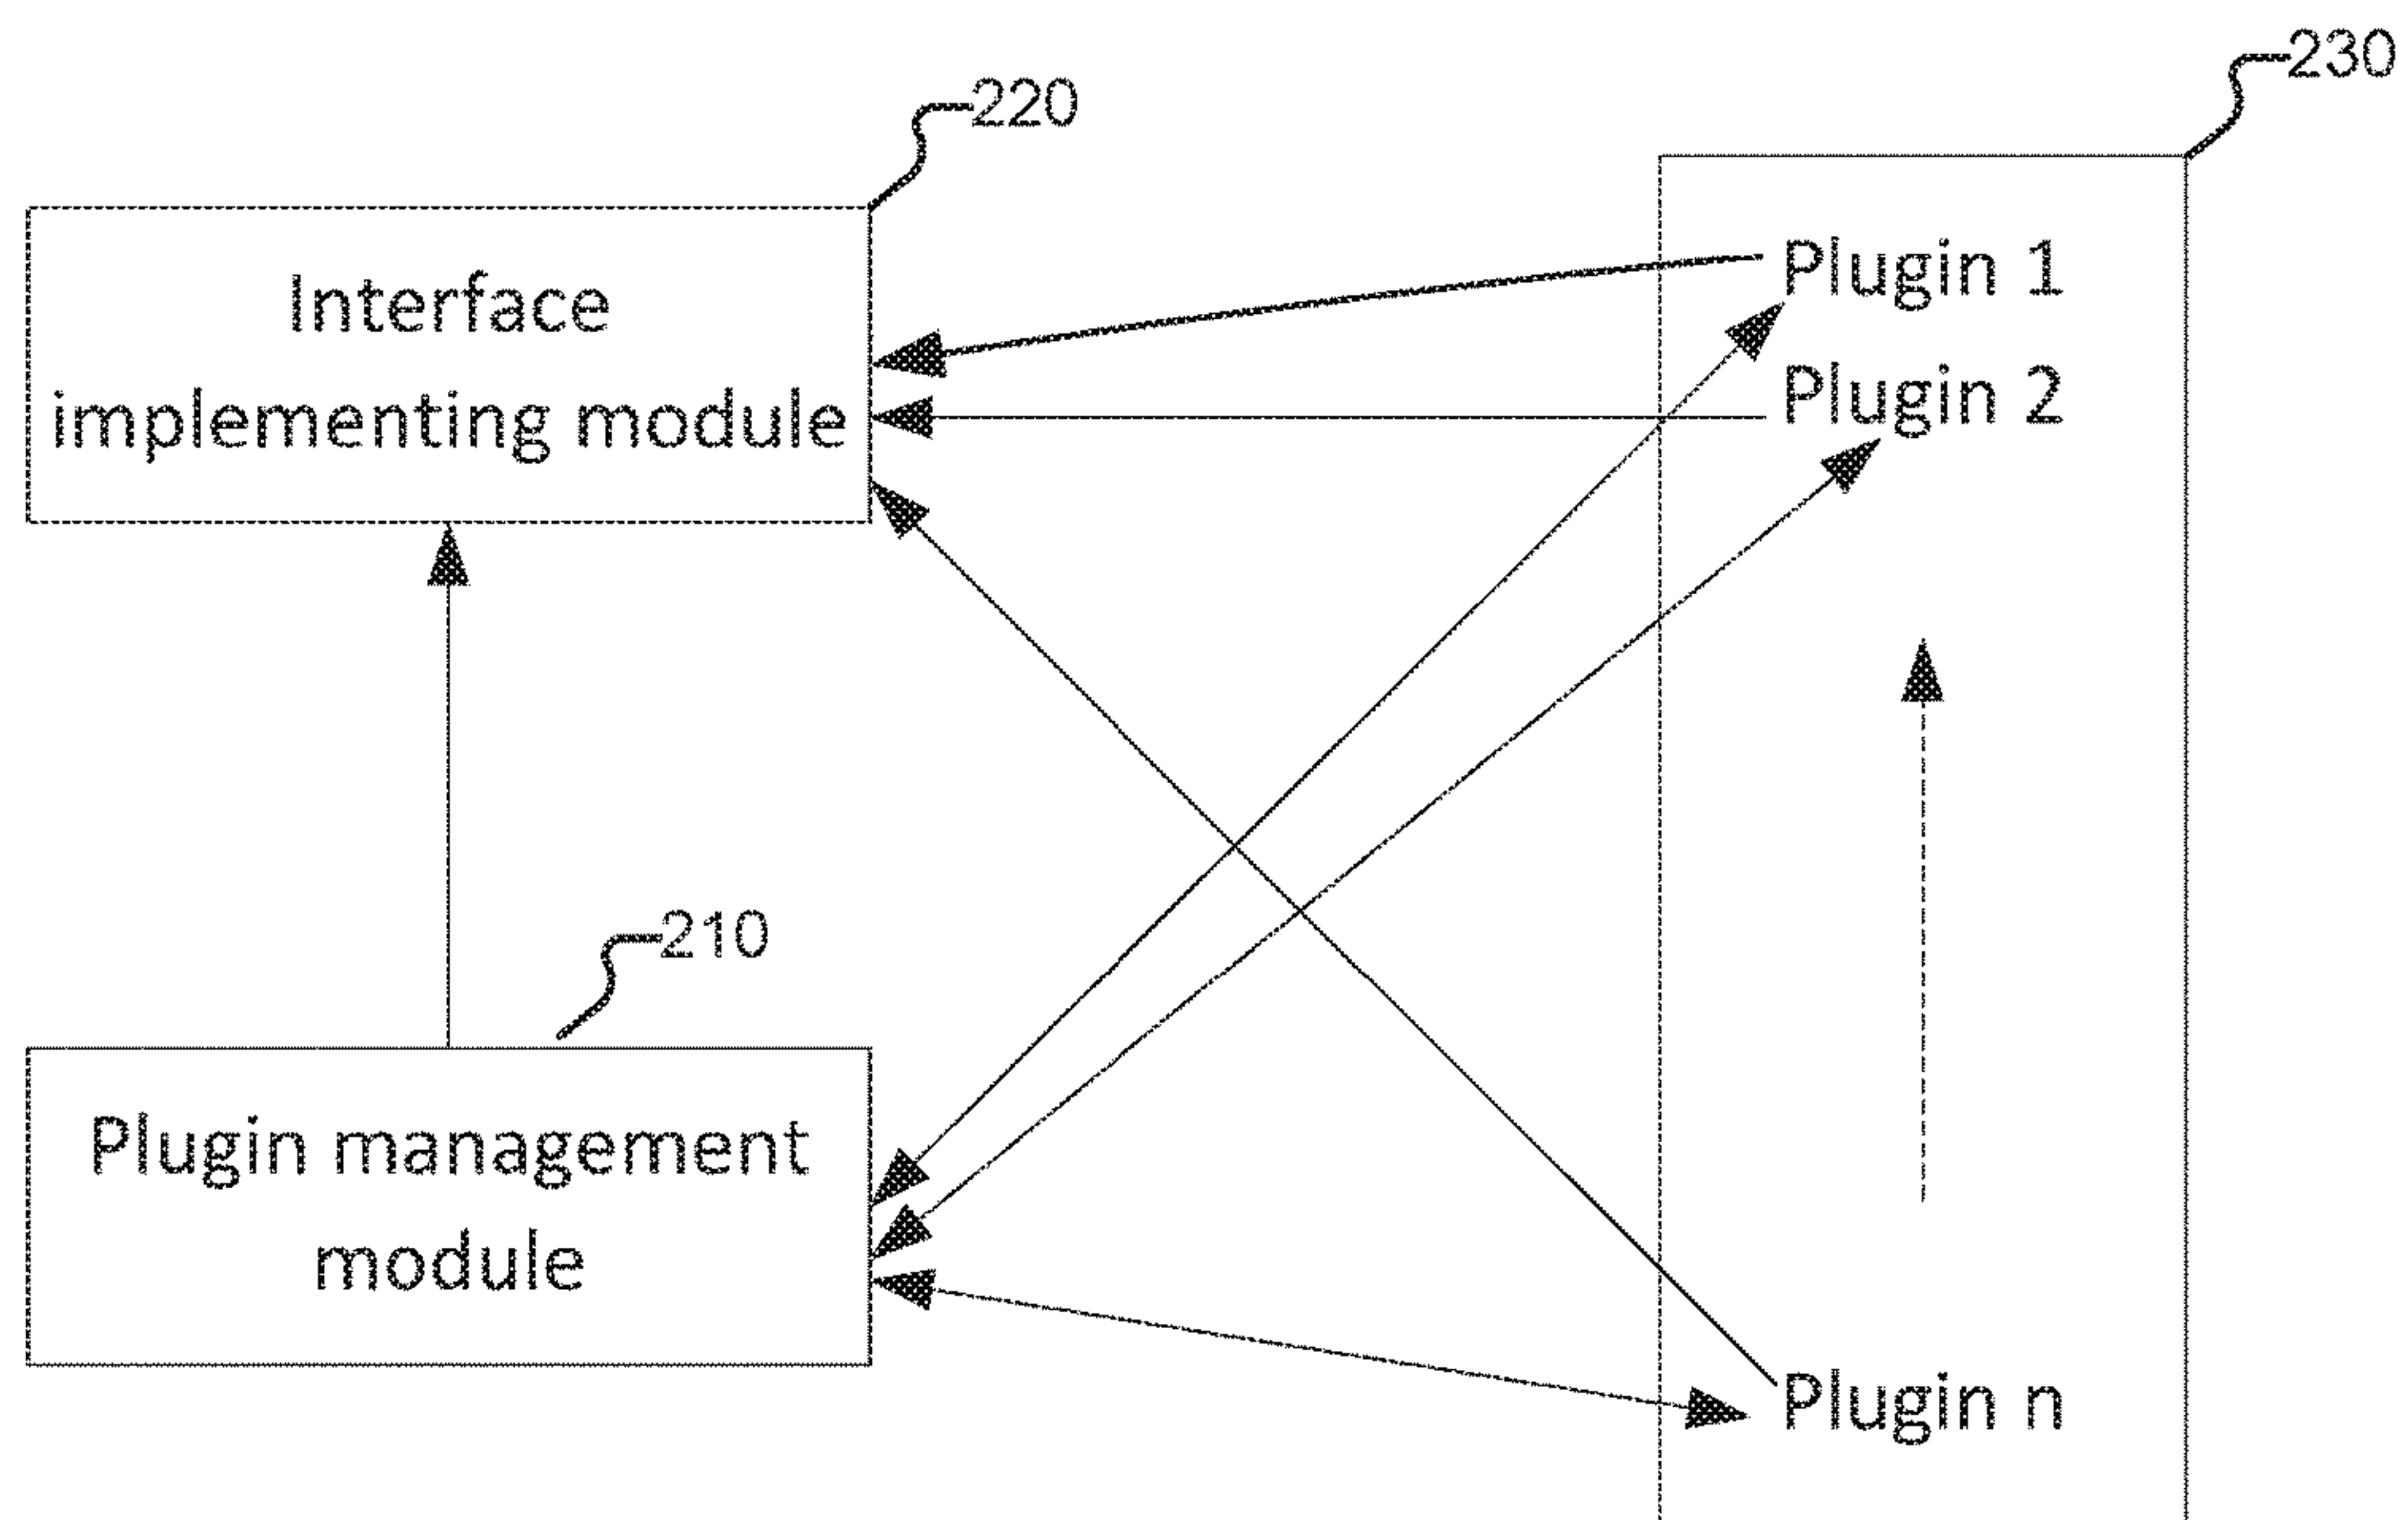 230
220
Interface
implementing module
Plugin 1
Plugin 2
210
Plugin management
module
Plugin n